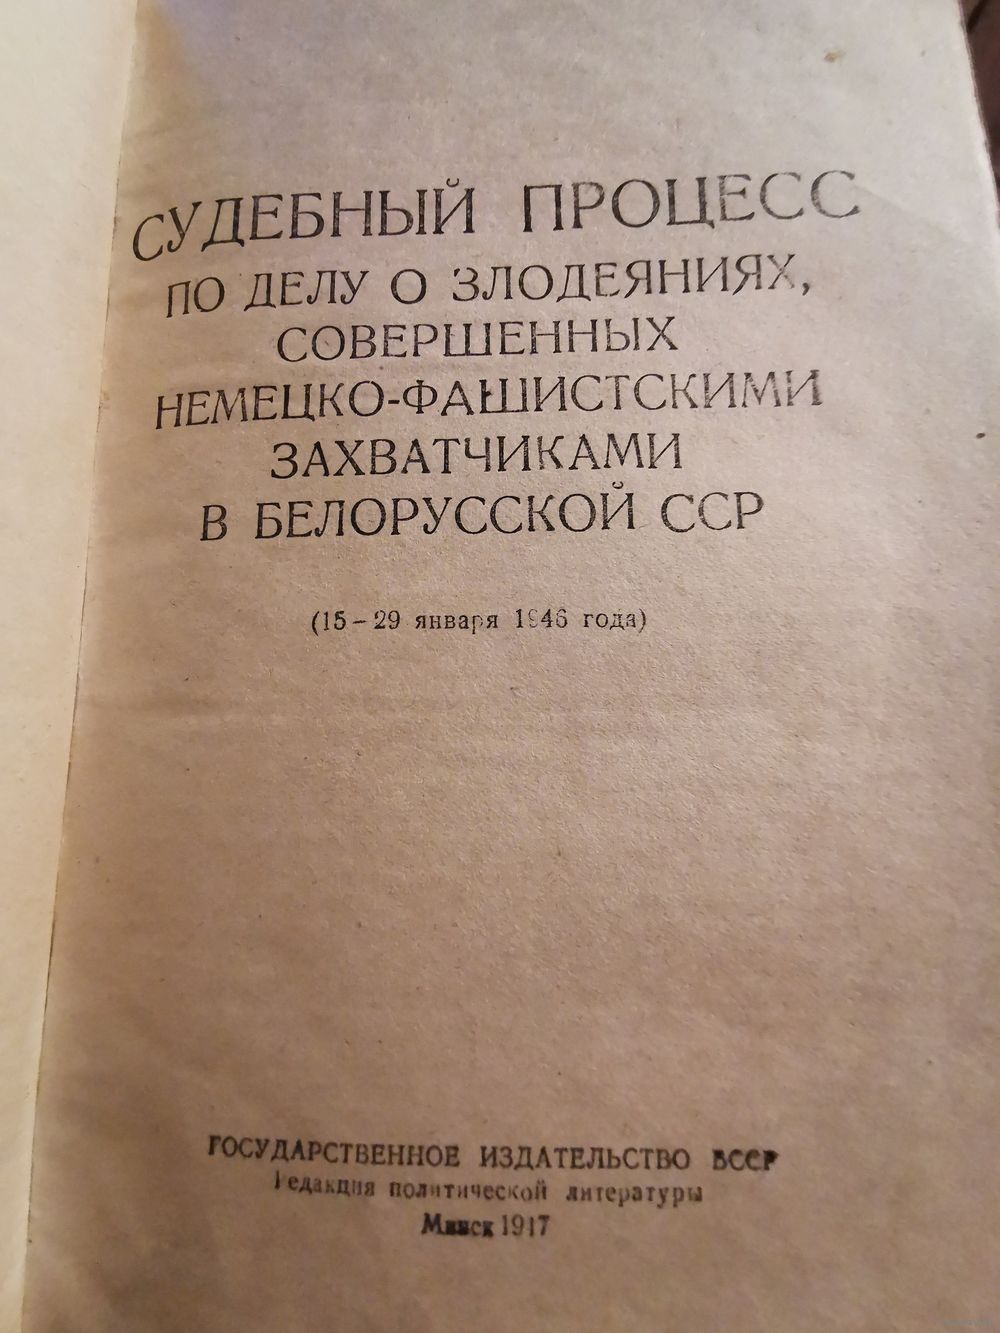 СУДЕБНЫЙ ПРОЦЕСС
ПО ДЕЛУ О ЗЛОДЕЯНИЯХ,
СОВЕРШЕННЫХ
НЕМЕЦКО-ФАШИСТСКИМИ
ЗАХВАТЧИКАМИ
В БЕЛОРУССКОЙ ССР
(15–29 января 1946 года)
ГОСУДАРСТВЕННОЕ ИЗДАТЕЛЬСТВО БССР
Редакция политической литературы
Минск 1947